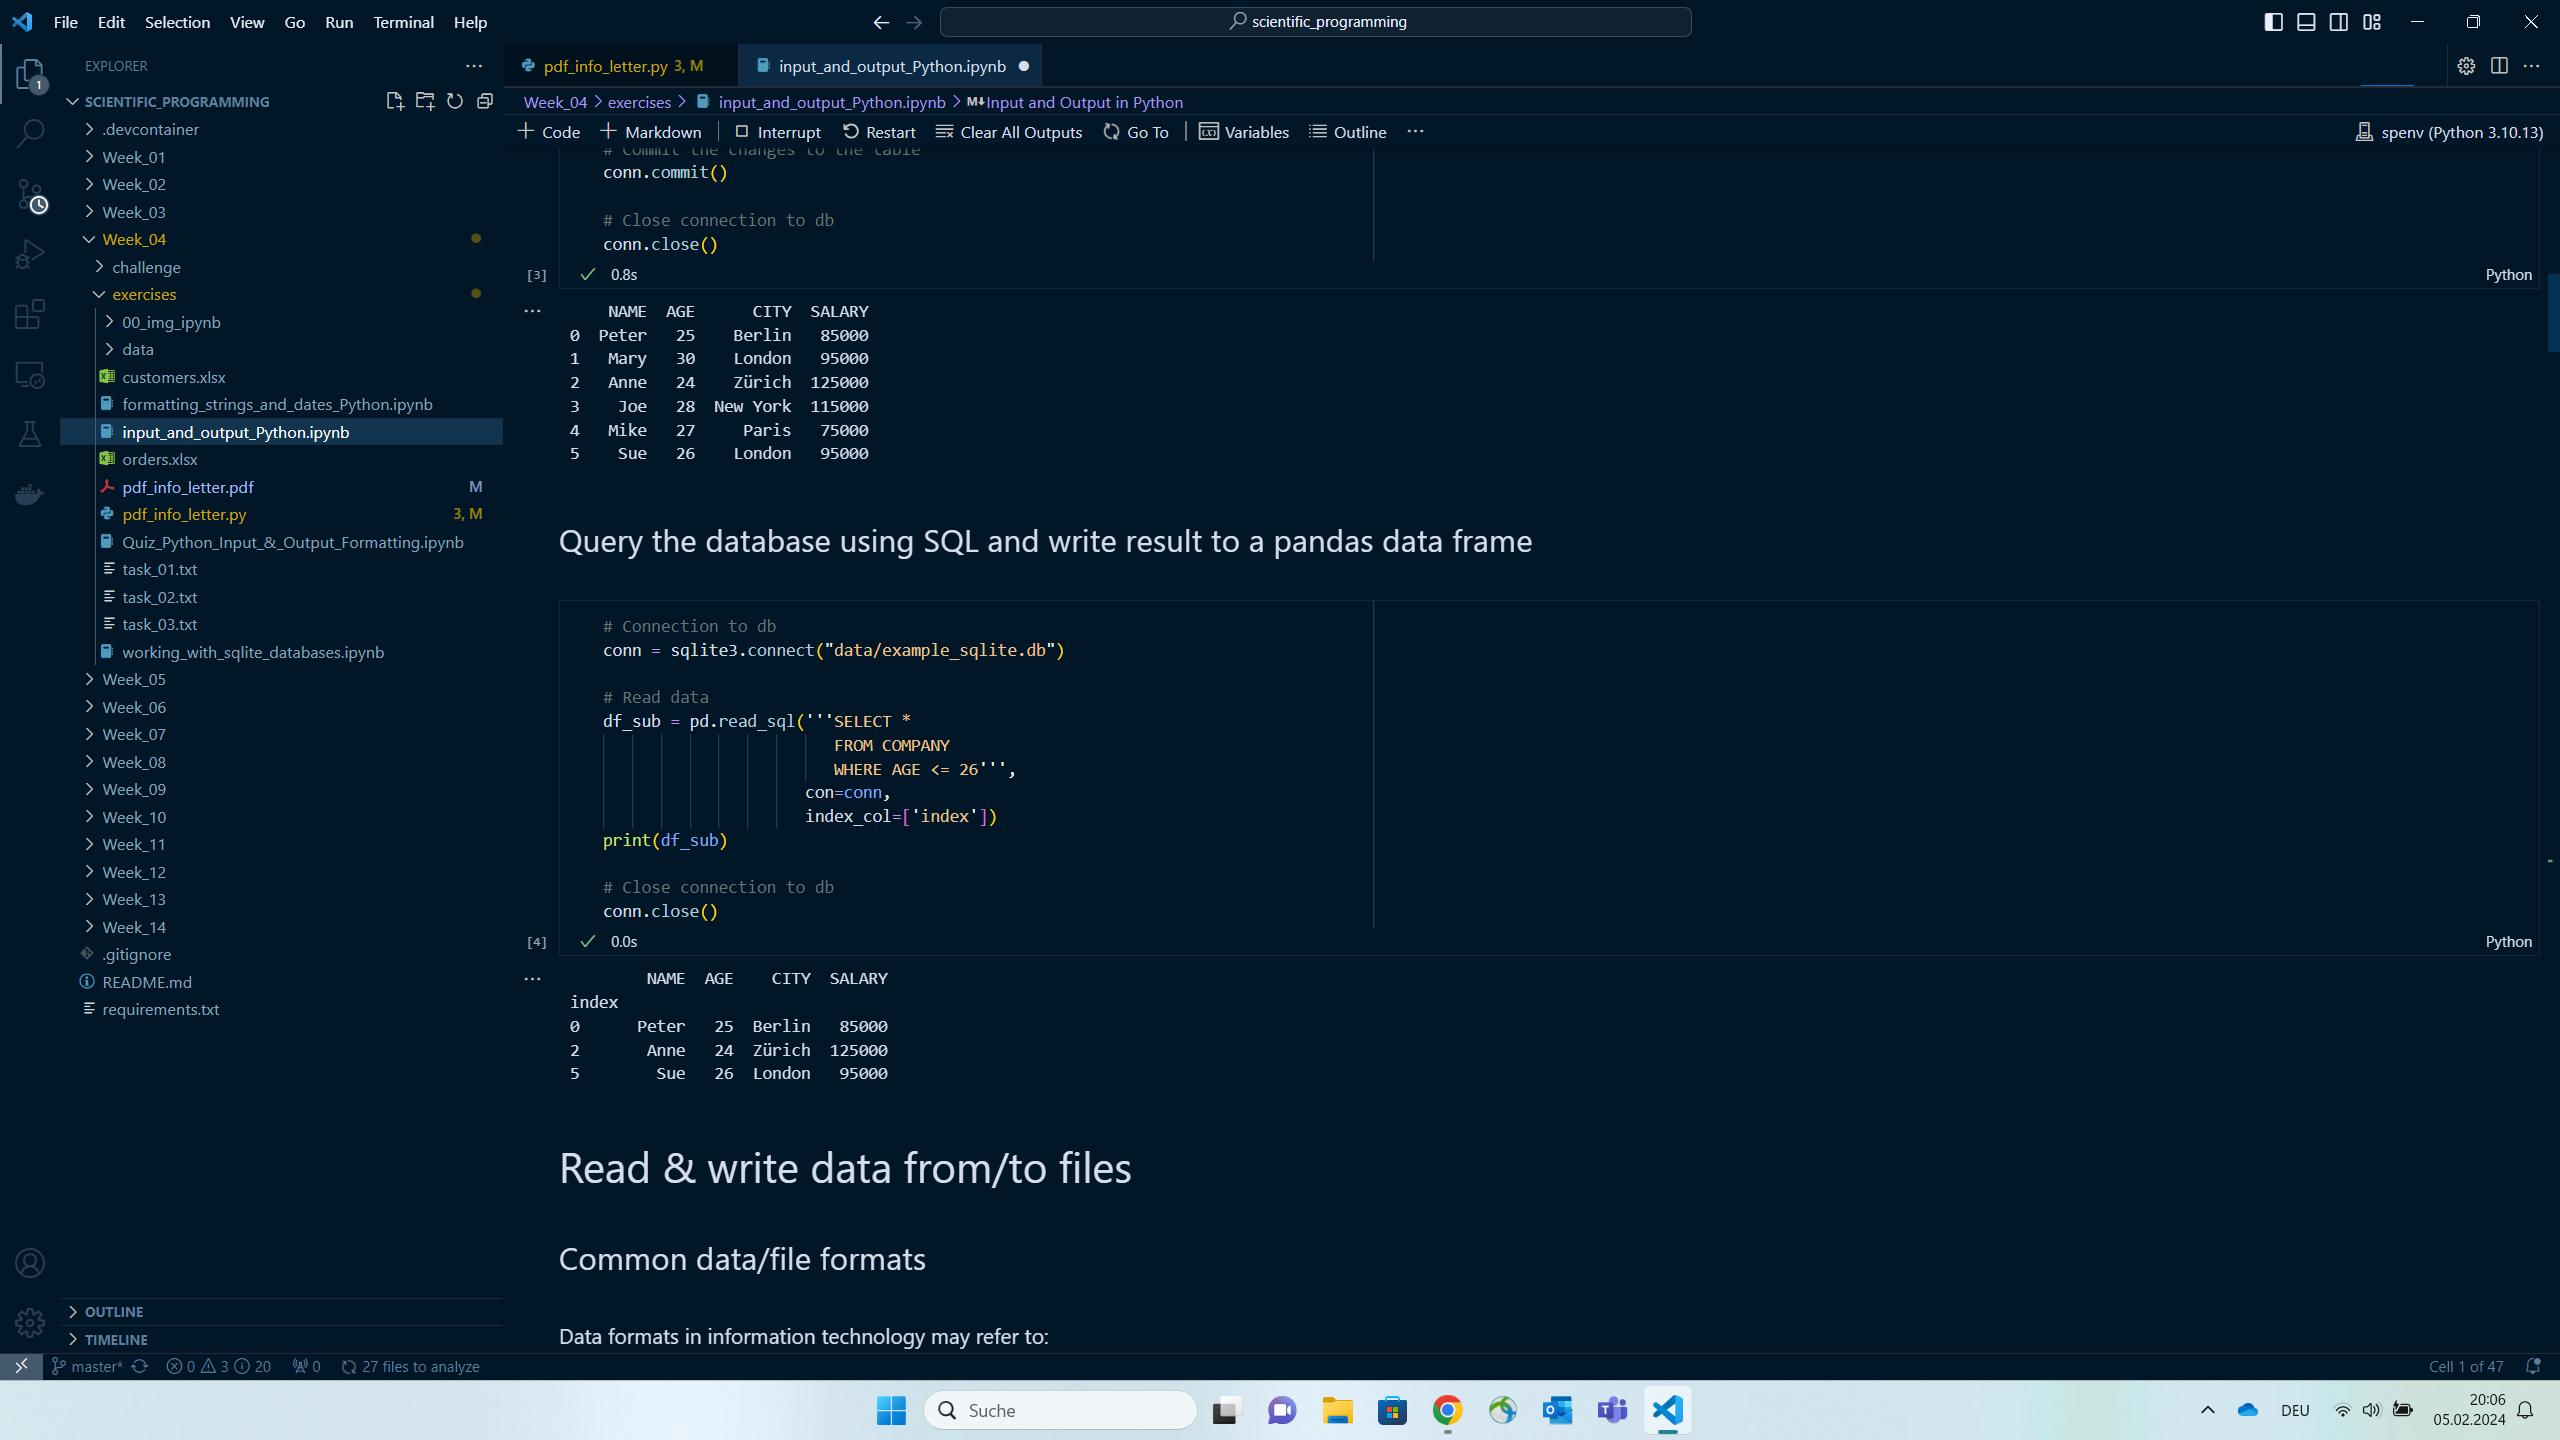 File Edit Selection View Go Run Terminal Help
scientific_programming
EXPLORER
pdf_info_letter.py 3, M
input_and_output_Python.ipynb
SCIENTIFIC_PROGRAMMING
Week_04 > exercises > input_and_output_Python.ipynb > M↓Input and Output in Python
Code Markdown Interrupt Restart Clear All Outputs Go To Variables Outline
spenv (Python 3.10.13)
1
.devcontainer
Week_01
Week_02
Week_03
Week_04
challenge
exercises
00_img_ipynb
data
customers.xlsx
formatting_strings_and_dates_Python.ipynb
input_and_output_Python.ipynb
orders.xlsx
pdf_info_letter.pdf M
pdf_info_letter.py 3, M
Quiz_Python_Input_&_Output_Formatting.ipynb
task_01.txt
task_02.txt
task_03.txt
working_with_sqlite_databases.ipynb
Week_05
Week_06
Week_07
Week_08
Week_09
Week_10
Week_11
Week_12
Week_13
Week_14
.gitignore
README.md
requirements.txt
OUTLINE
TIMELINE
# Commit the changes to the table
conn.commit()
# Close connection to db
conn.close()
[3] 0.8s Python
NAME AGE CITY SALARY
0 Peter 25 Berlin 85000
1 Mary 30 London 95000
2 Anne 24 Zürich 125000
3 Joe 28 New York 115000
4 Mike 27 Paris 75000
5 Sue 26 London 95000
Query the database using SQL and write result to a pandas data frame
# Connection to db
conn = sqlite3.connect("data/example_sqlite.db")
# Read data
df_sub = pd.read_sql('''SELECT *
FROM COMPANY
WHERE AGE <= 26''',
con=conn,
index_col=['index'])
print(df_sub)
# Close connection to db
conn.close()
[4] 0.0s Python
NAME AGE CITY SALARY
index
0 Peter 25 Berlin 85000
2 Anne 24 Zürich 125000
5 Sue 26 London 95000
Read & write data from/to files
Common data/file formats
Data formats in information technology may refer to:
master* 0 3 20 0 27 files to analyze
Cell 1 of 47
Suche
DEU
20:06
05.02.2024